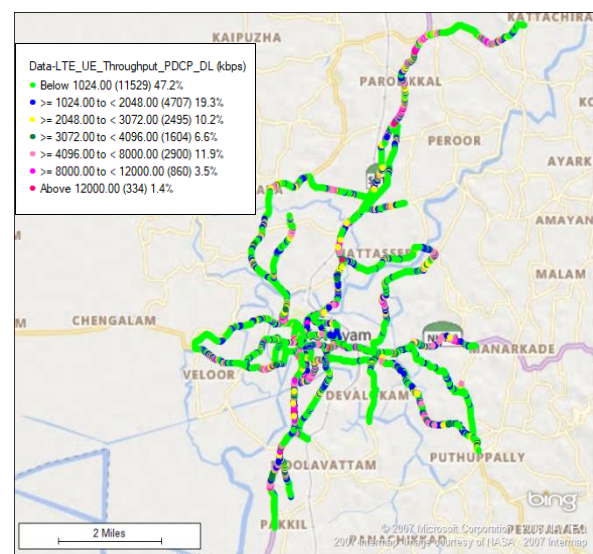 KATTACHIRA
KAIPUZHA
Data-LTE_UE_Throughput_PDCP_DL (kbps)
Below 1024.00 (11529) 47.2%
>= 1024.00 to < 2048.00 (4707) 19.3%
>= 2048.00 to < 3072.00 (2495) 10.2%
>= 3072.00 to < 4096.00 (1604) 6.6%
>= 4096.00 to < 8000.00 (2900) 11.9%
>= 8000.00 to < 12000.00 (860) 3.5%
Above 12000.00 (334) 1.4%
PEROOR
AYARK
AMAYAN
MALAM
CHENGALAM
MANARKADE
VELOOR
PUTHUPPALLY
PAKKIL
bing
2 Miles
© 2007 Microsoft Corporation
2007 Intermap Image courtesy of NASA 2007 Intermap